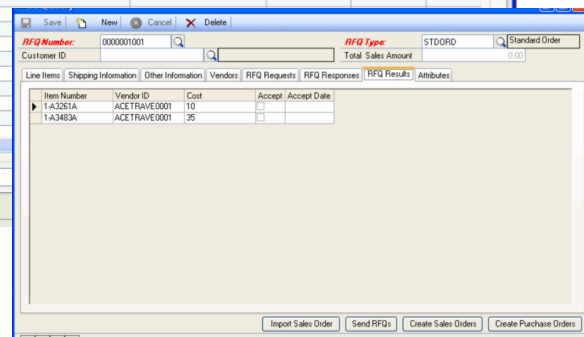 Save New Cancel Delete
RFQ Number: 0000001001 RFQ Type: STDORD Standard Order
Customer ID Total Sales Amount 0.00
Line Items Shipping Information Other Information Vendors RFQ Requests RFQ Responses RFQ Results Attributes
Item Number Vendor ID Cost Accept Accept Date
1-A3261A ACETRAVE0001 10
1-A3483A ACETRAVE0001 35
Import Sales Order Send RFQs Create Sales Orders Create Purchase Orders